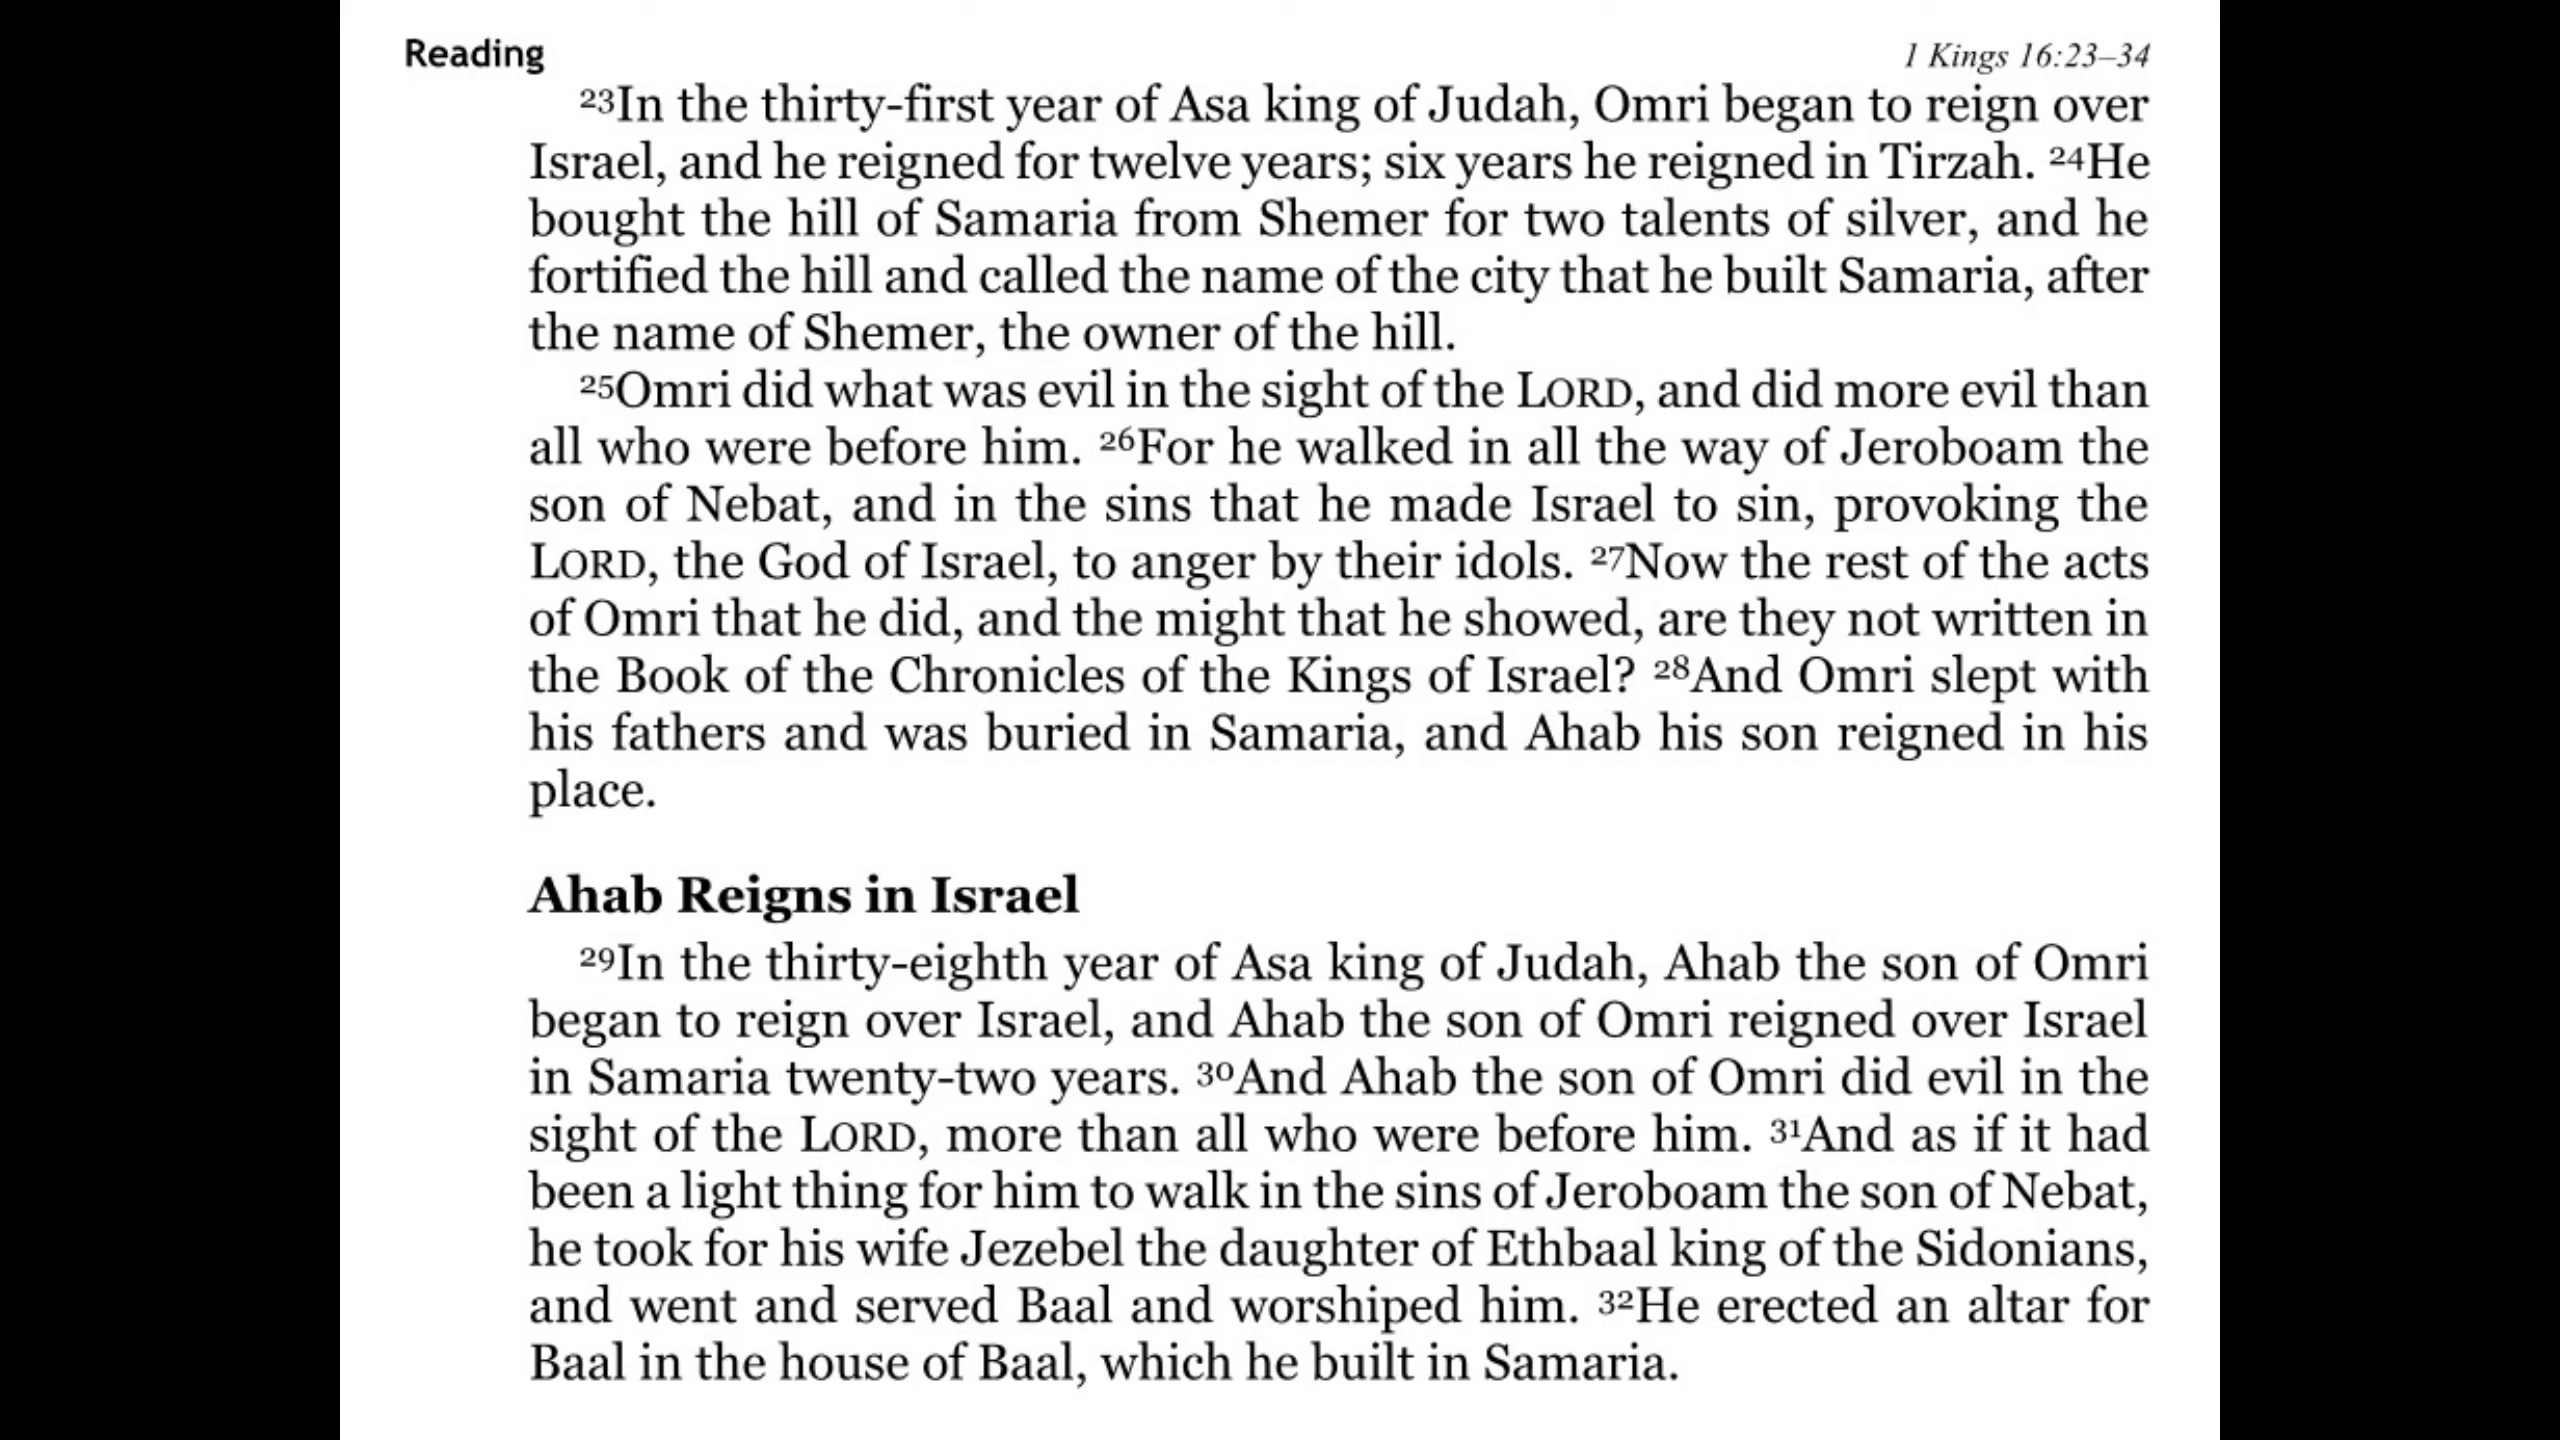 Reading
1 Kings 16:23–34
23In the thirty-first year of Asa king of Judah, Omri began to reign over
Israel, and he reigned for twelve years; six years he reigned in Tirzah. 24He
bought the hill of Samaria from Shemer for two talents of silver, and he
fortified the hill and called the name of the city that he built Samaria, after
the name of Shemer, the owner of the hill.
25Omri did what was evil in the sight of the LORD, and did more evil than
all who were before him. 26For he walked in all the way of Jeroboam the
son of Nebat, and in the sins that he made Israel to sin, provoking the
LORD, the God of Israel, to anger by their idols. 27Now the rest of the acts
of Omri that he did, and the might that he showed, are they not written in
the Book of the Chronicles of the Kings of Israel? 28And Omri slept with
his fathers and was buried in Samaria, and Ahab his son reigned in his
place.
Ahab Reigns in Israel
29In the thirty-eighth year of Asa king of Judah, Ahab the son of Omri
began to reign over Israel, and Ahab the son of Omri reigned over Israel
in Samaria twenty-two years. 30And Ahab the son of Omri did evil in the
sight of the LORD, more than all who were before him. 31And as if it had
been a light thing for him to walk in the sins of Jeroboam the son of Nebat,
he took for his wife Jezebel the daughter of Ethbaal king of the Sidonians,
and went and served Baal and worshiped him. 32He erected an altar for
Baal in the house of Baal, which he built in Samaria.